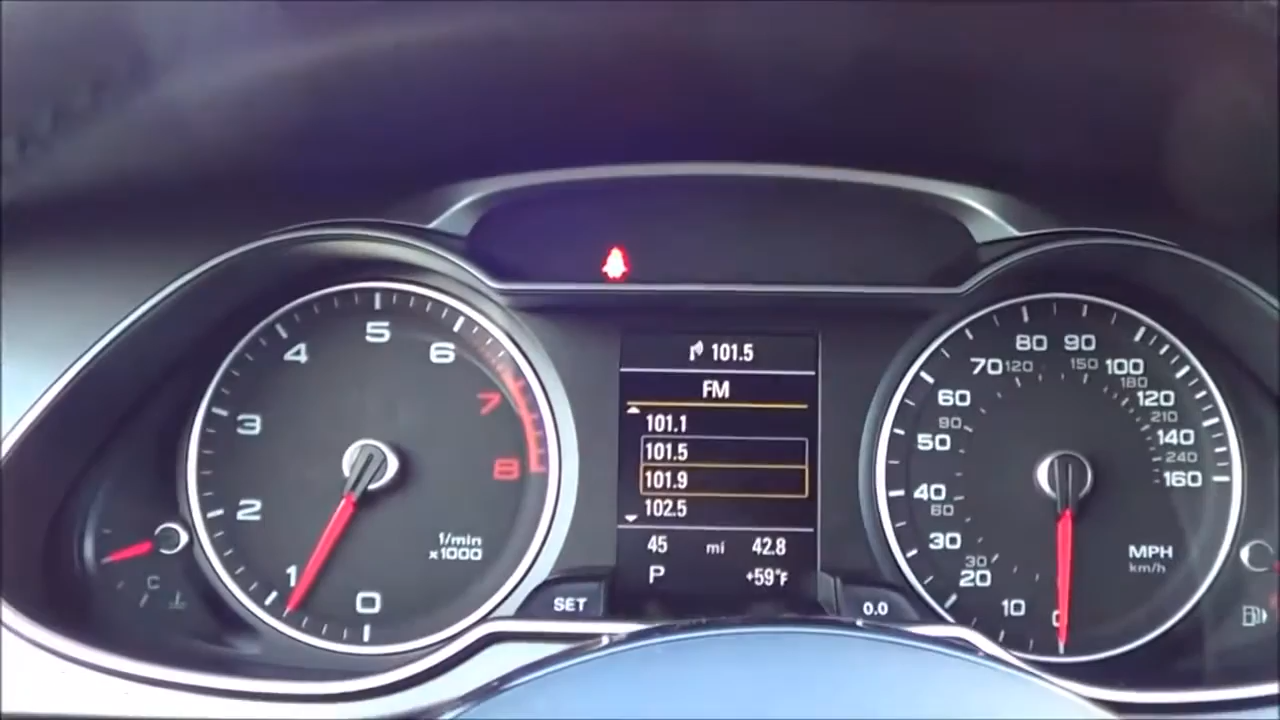 5
4
6
3
7
8
2
1
0
1/min
x1000
C
SET
101.5
FM
101.1
101.5
101.9
102.5
45 mi 42.8
P +59°F
0.0
80 90
70 120 150 100
180
60 120
90 210
50 140
240
40 160
60
30
30
20
10
MPH
km/h